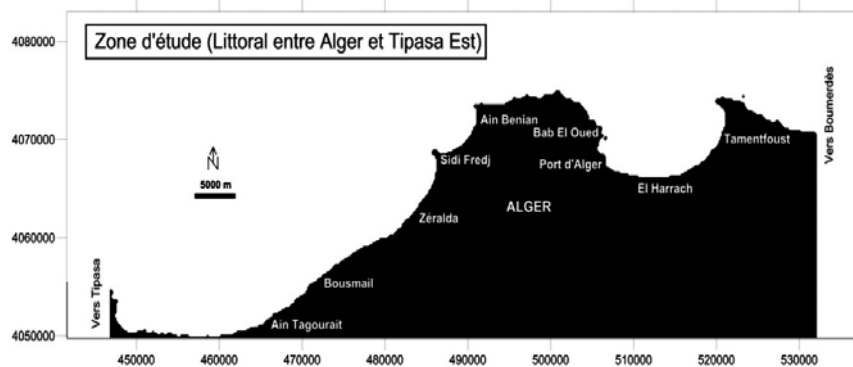 Zone d'étude (Littoral entre Alger et Tipasa Est)
4080000
4070000
4060000
4050000
N
5000 m
Ain Benian
Bab El Oued
Sidi Fredj
Port d'Alger
Tamentfoust
El Harrach
ALGER
Zéralda
Bousmail
Ain Tagourait
Vers Tipasa
Vers Boumerdès
450000
460000
470000
480000
490000
500000
510000
520000
530000